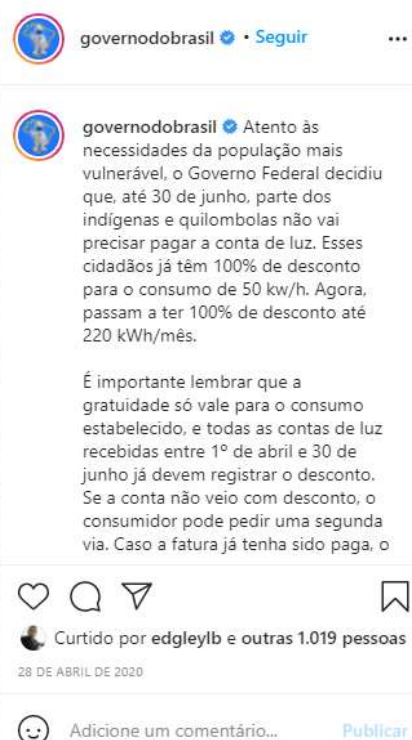 governodobrasil • Seguir
...
governodobrasil Atento às
necessidades da população mais
vulnerável, o Governo Federal decidiu
que, até 30 de junho, parte dos
indígenas e quilombolas não vai
precisar pagar a conta de luz. Esses
cidadãos já têm 100% de desconto
para o consumo de 50 kw/h. Agora,
passam a ter 100% de desconto até
220 kWh/mês.
É importante lembrar que a
gratuidade só vale para o consumo
estabelecido, e todas as contas de luz
recebidas entre 1º de abril e 30 de
junho já devem registrar o desconto.
Se a conta não veio com desconto, o
consumidor pode pedir uma segunda
via. Caso a fatura já tenha sido paga, o
Curtido por edgleylb e outras 1.019 pessoas
28 DE ABRIL DE 2020
Adicione um comentário... Publicar